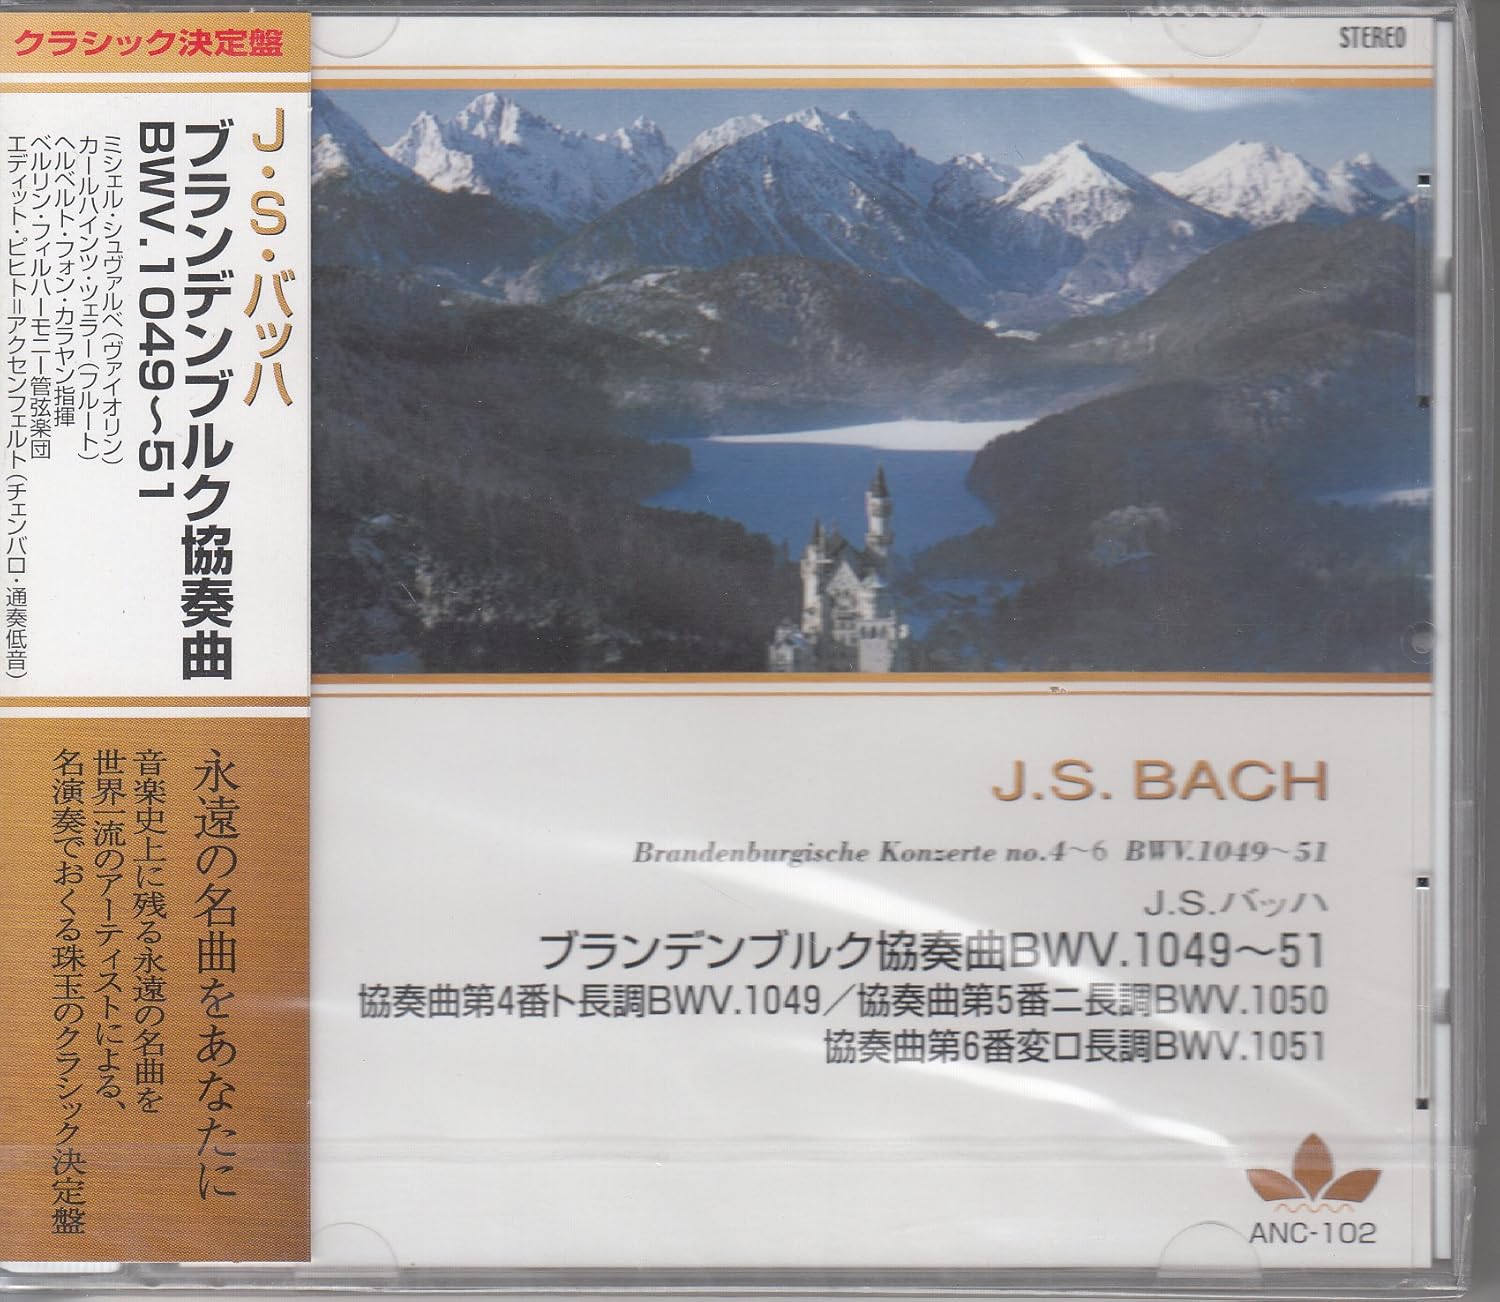 クラシック決定盤
J・S・バッハ
ブランデンブルク協奏曲
BWV.1049〜51
ミシェル・シュヴァルベ(ヴァイオリン)
カールハインツ・ツェラー(フルート)
ヘルベルト・フォン・カラヤン指揮
ベルリン・フィルハーモニー管弦楽団
エディット・ピヒト=アクセンフェルト(チェンバロ・通奏低音)
永遠の名曲をあなたに
音楽史上に残る永遠の名曲を
世界一流のアーティストによる、
名演奏でおくる珠玉のクラシック決定盤
STEREO
J.S. BACH
Brandenburgische Konzerte no.4〜6 BWV.1049〜51
J.S.バッハ
ブランデンブルク協奏曲BWV.1049〜51
協奏曲第4番ト長調BWV.1049／協奏曲第5番ニ長調BWV.1050
協奏曲第6番変ロ長調BWV.1051
ANC-102